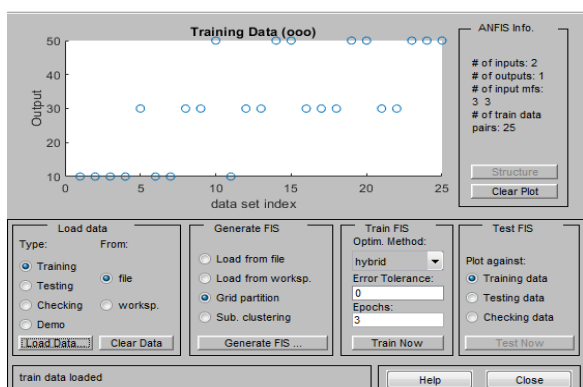 Training Data (ooo)
50
40
30
20
10
Output
0
5
10
15
20
25
data set index
ANFIS Info.
# of inputs: 2
# of outputs: 1
# of input mfs:
3 3
# of train data
pairs: 25
Structure
Clear Plot
Load data
Type:
From:
Training
Testing
Checking
Demo
file
worksp.
Load Data...
Clear Data
Generate FIS
Load from file
Load from worksp.
Grid partition
Sub. clustering
Generate FIS ...
Train FIS
Optim. Method:
hybrid
Error Tolerance:
0
Epochs:
3
Train Now
Test FIS
Plot against:
Training data
Testing data
Checking data
Test Now
train data loaded
Help
Close